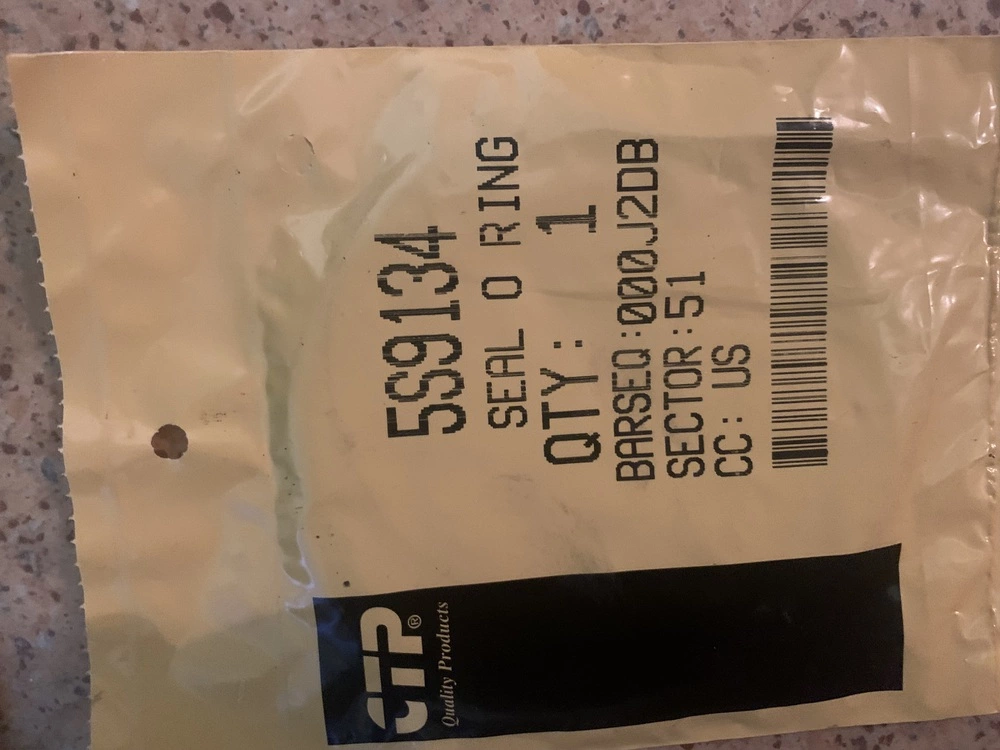 5S9134
SEAL O RING
QTY: 1
BARSEQ:000J2DB
SECTOR:51
CC: US
CTP®
Quality Products